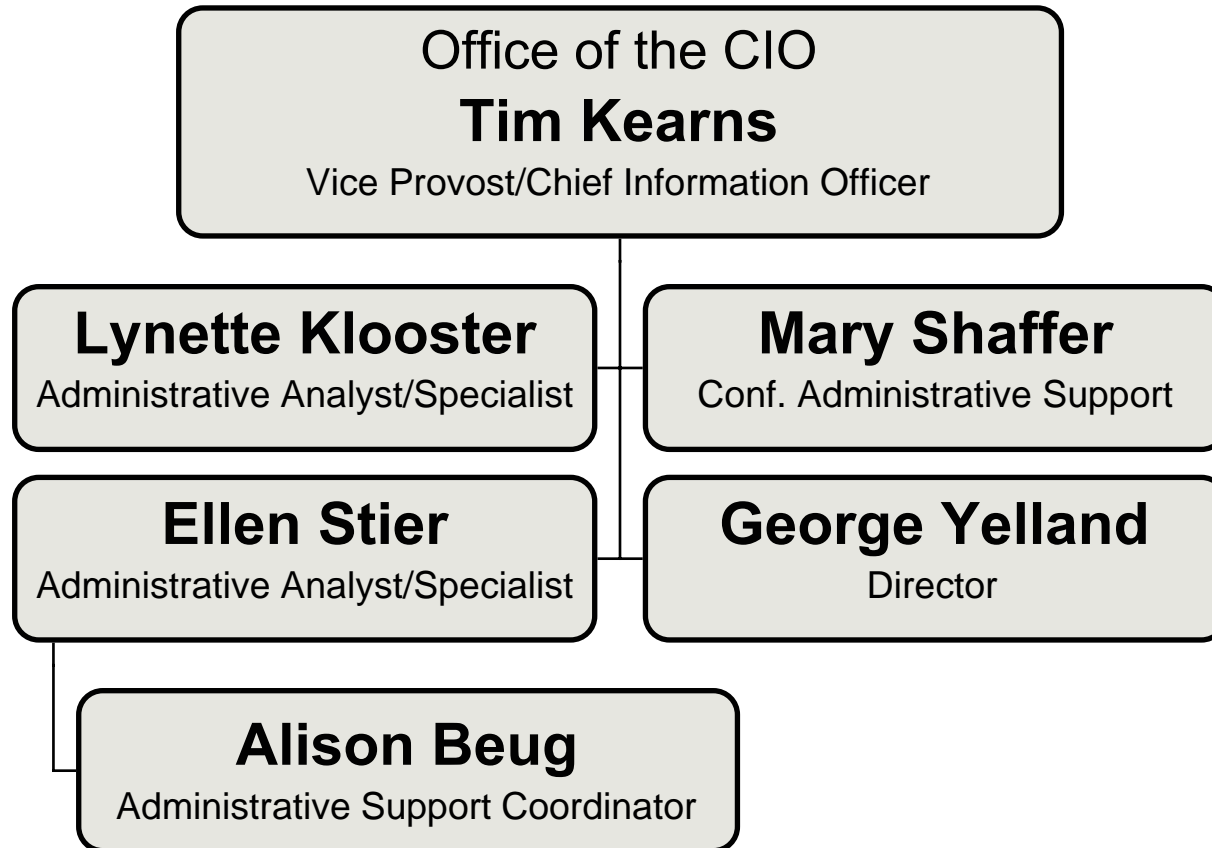 Office of the CIO
Tim Kearns
Vice Provost/Chief Information Officer
Lynette Klooster
Administrative Analyst/Specialist
Mary Shaffer
Conf. Administrative Support
Ellen Stier
Administrative Analyst/Specialist
George Yelland
Director
Alison Beug
Administrative Support Coordinator